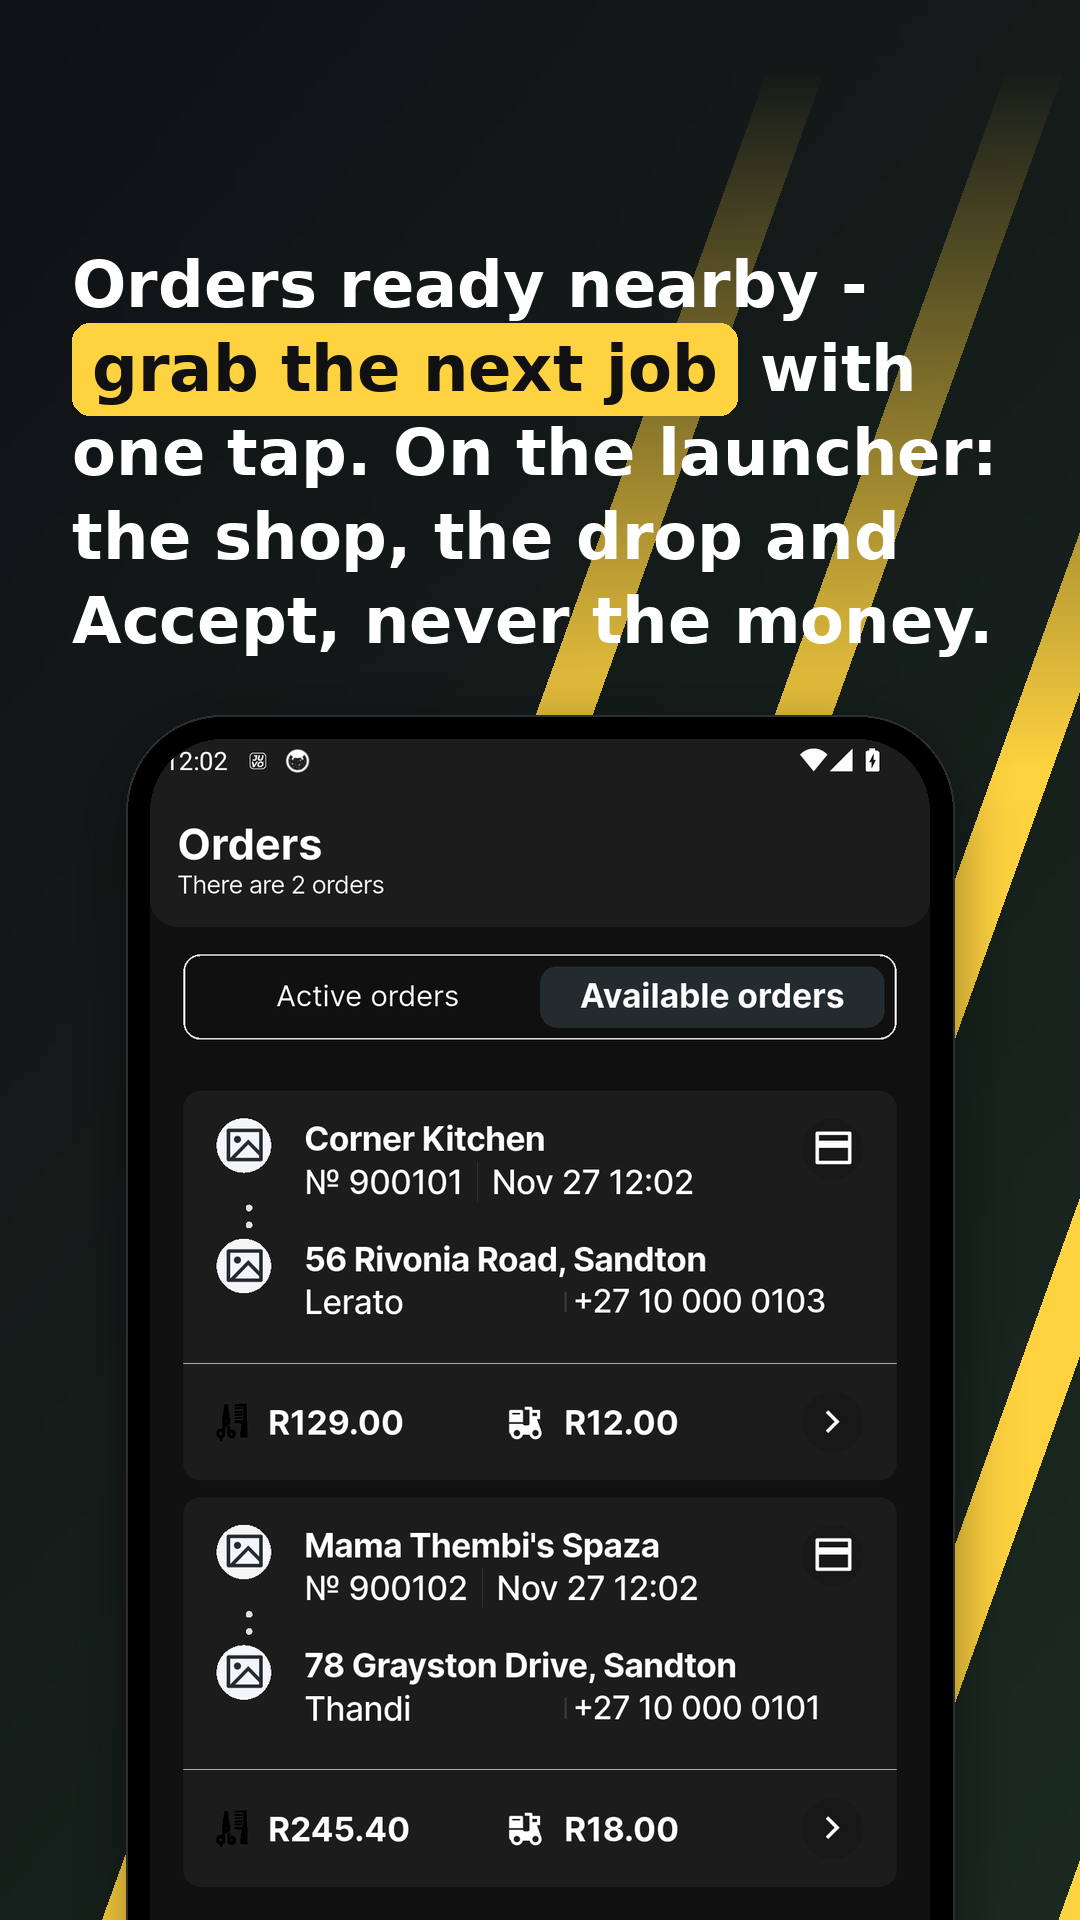 Orders ready nearby -
grab the next job with
one tap. On the launcher:
the shop, the drop and
Accept, never the money.
12:02
JUVO
Orders
There are 2 orders
Active orders
Available orders
Corner Kitchen
№ 900101 Nov 27 12:02
56 Rivonia Road, Sandton
Lerato +27 10 000 0103
R129.00 R12.00
Mama Thembi's Spaza
№ 900102 Nov 27 12:02
78 Grayston Drive, Sandton
Thandi +27 10 000 0101
R245.40 R18.00